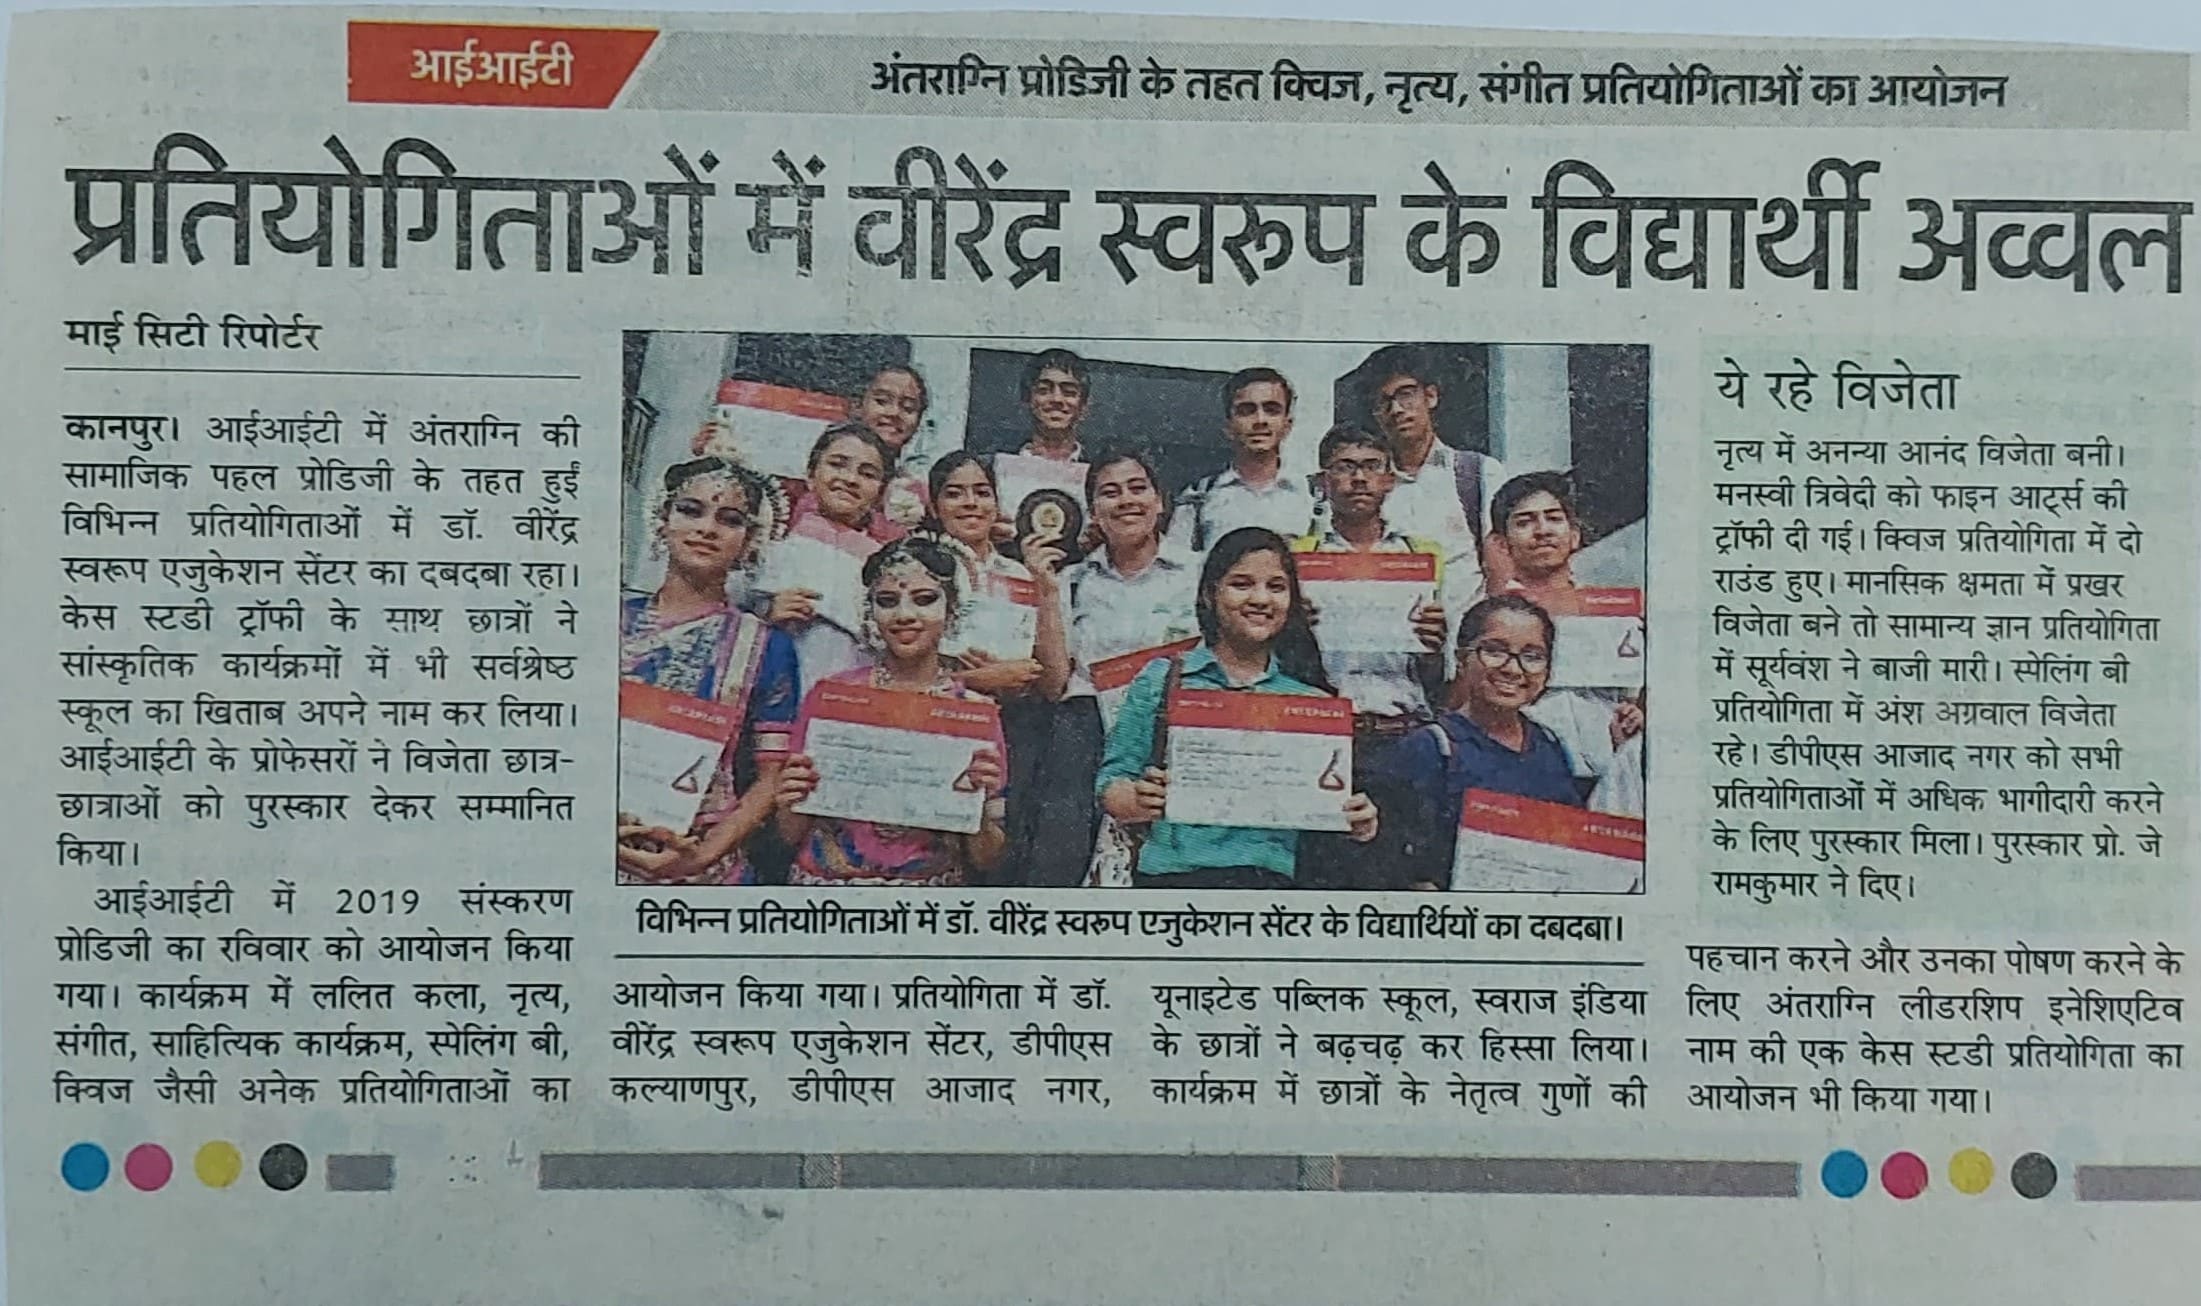 आईआईटी
अंतराग्नि प्रोडिजी के तहत क्विज, नृत्य, संगीत प्रतियोगिताओं का आयोजन
प्रतियोगिताओं में वीरेंद्र स्वरूप के विद्यार्थी अव्वल
माई सिटी रिपोर्टर
कानपुर। आईआईटी में अंतराग्नि की
सामाजिक पहल प्रोडिजी के तहत हुईं
विभिन्न प्रतियोगिताओं में डॉ. वीरेंद्र
स्वरूप एजुकेशन सेंटर का दबदबा रहा।
केस स्टडी ट्रॉफी के साथ छात्रों ने
सांस्कृतिक कार्यक्रमों में भी सर्वश्रेष्ठ
स्कूल का खिताब अपने नाम कर लिया।
आईआईटी के प्रोफेसरों ने विजेता छात्र-
छात्राओं को पुरस्कार देकर सम्मानित
किया।
आईआईटी में 2019 संस्करण
प्रोडिजी का रविवार को आयोजन किया
गया। कार्यक्रम में ललित कला, नृत्य,
संगीत, साहित्यिक कार्यक्रम, स्पेलिंग बी,
क्विज जैसी अनेक प्रतियोगिताओं का
विभिन्न प्रतियोगिताओं में डॉ. वीरेंद्र स्वरूप एजुकेशन सेंटर के विद्यार्थियों का दबदबा।
आयोजन किया गया। प्रतियोगिता में डॉ.
वीरेंद्र स्वरूप एजुकेशन सेंटर, डीपीएस
कल्याणपुर, डीपीएस आजाद नगर,
यूनाइटेड पब्लिक स्कूल, स्वराज इंडिया
के छात्रों ने बढ़चढ़ कर हिस्सा लिया।
कार्यक्रम में छात्रों के नेतृत्व गुणों की
ये रहे विजेता
नृत्य में अनन्या आनंद विजेता बनी।
मनस्वी त्रिवेदी को फाइन आर्ट्स की
ट्रॉफी दी गई। क्विज प्रतियोगिता में दो
राउंड हुए। मानसिक क्षमता में प्रखर
विजेता बने तो सामान्य ज्ञान प्रतियोगिता
में सूर्यवंश ने बाजी मारी। स्पेलिंग बी
प्रतियोगिता में अंश अग्रवाल विजेता
रहे। डीपीएस आजाद नगर को सभी
प्रतियोगिताओं में अधिक भागीदारी करने
के लिए पुरस्कार मिला। पुरस्कार प्रो. जे
रामकुमार ने दिए।
पहचान करने और उनका पोषण करने के
लिए अंतराग्नि लीडरशिप इनेशिएटिव
नाम की एक केस स्टडी प्रतियोगिता का
आयोजन भी किया गया।